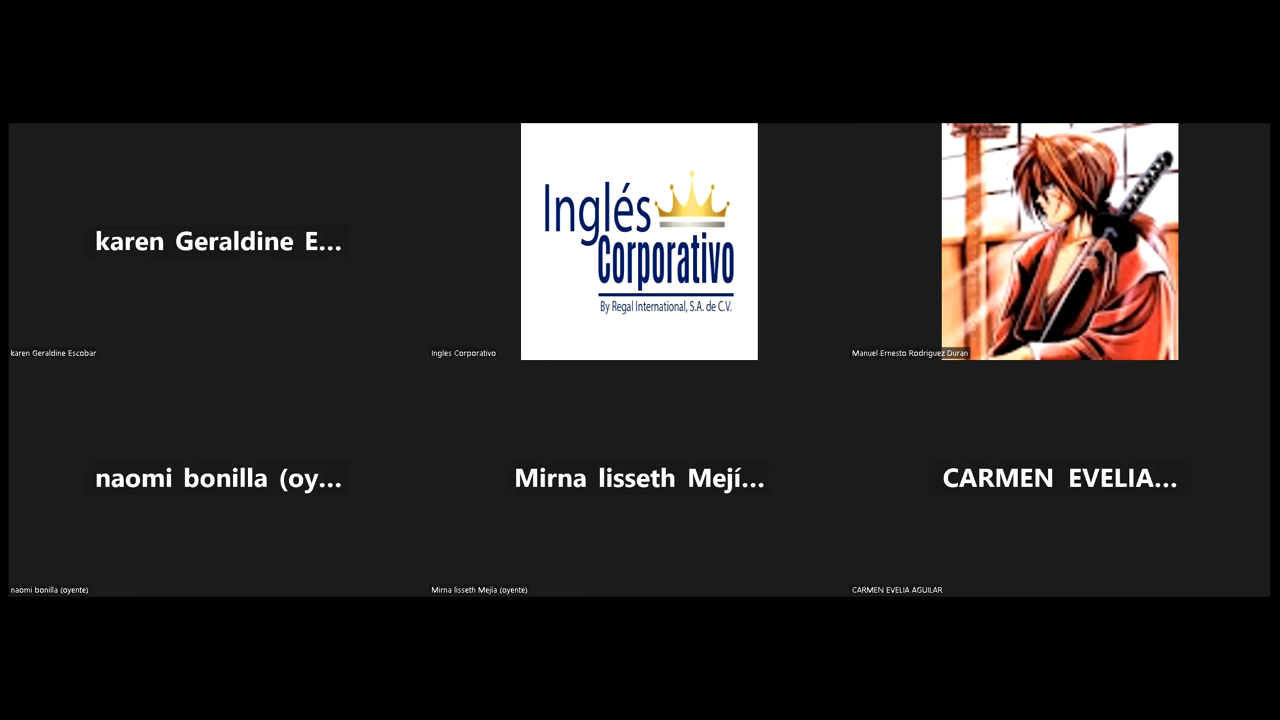 karen Geraldine E...
karen Geraldine Escobar
Inglés
Corporativo
By Regal International, S.A. de C.V.
Ingles Corporativo
Manuel Ernesto Rodriguez Duran
naomi bonilla (oy...
naomi bonilla (oyente)
Mirna lisseth Mejí...
Mirna lisseth Mejía (oyente)
CARMEN EVELIA...
CARMEN EVELIA AGUILAR